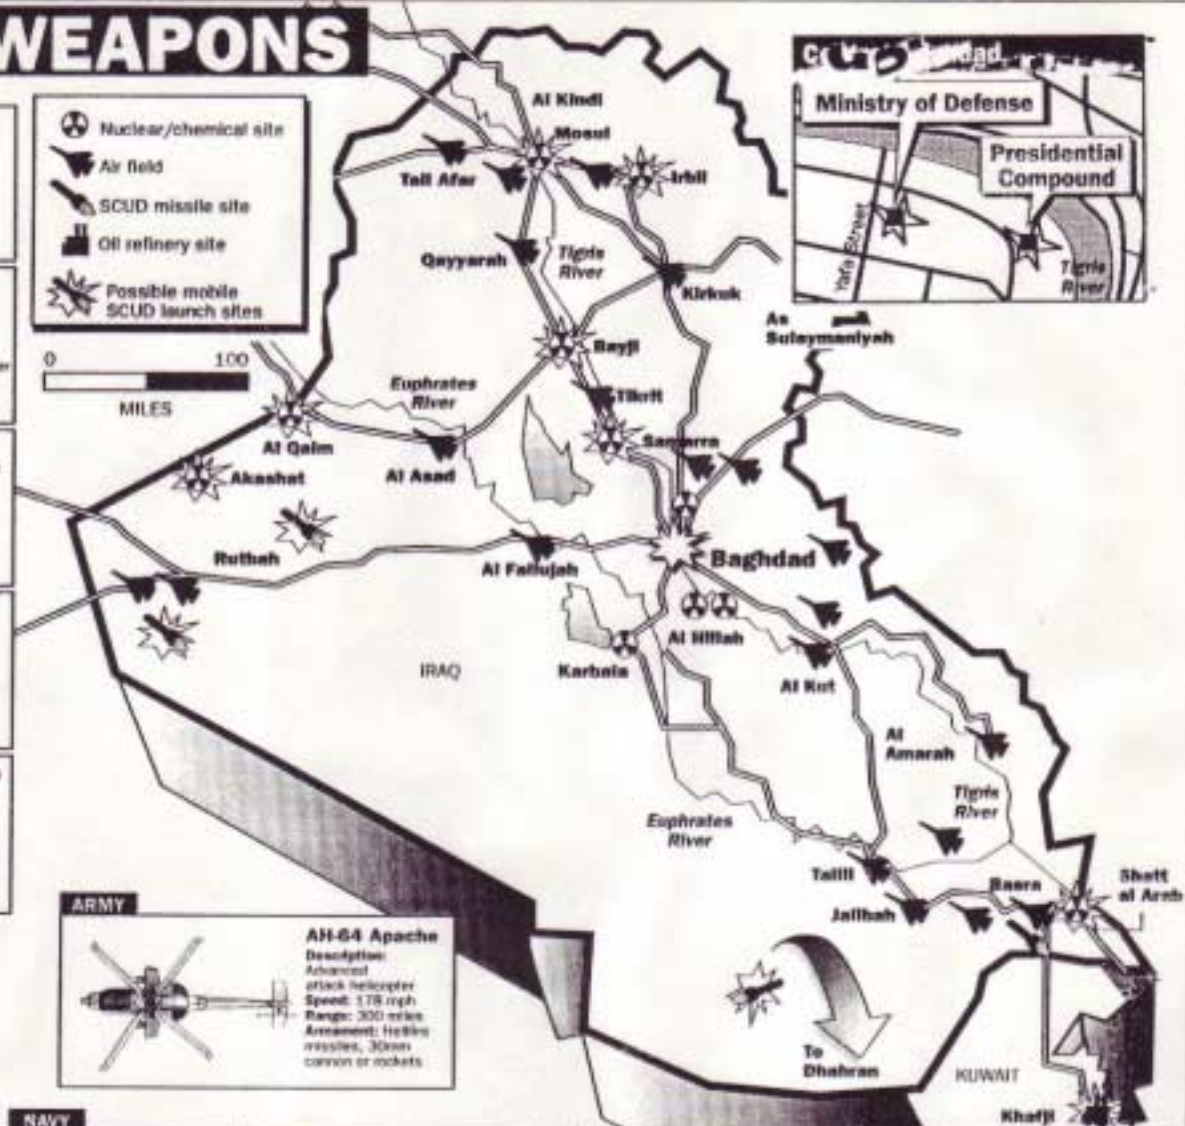 WEAPONS
Nuclear/chemical site
Air field
SCUD missile site
Oil refinery site
Possible mobile
SCUD launch sites
0 100
MILES
Ministry of Defense
Presidential
Compound
Yafa Street
Tigris
River
Al Kindi
Mosul
Tall Afar
Irbil
Qayyarah
Tigris
River
Kirkuk
As
Sulaymaniyah
Bayji
Euphrates
River
Tikrit
Al Qaim
Samarra
Akashat
Al Asad
Rutbah
Al Fallujah
Baghdad
Al Hillah
Karbala
IRAQ
Al Kut
Al
Amarah
Tigris
River
Euphrates
River
Talil
Jalibah
Basra
Shatt
al Arab
To
Dhahran
KUWAIT
Khafji
ARMY
AH-64 Apache
Description:
Advanced
attack helicopter
Speed: 178 mph
Range: 300 miles
Armament: Hellfire
missiles, 30mm
cannon or rockets
NAVY